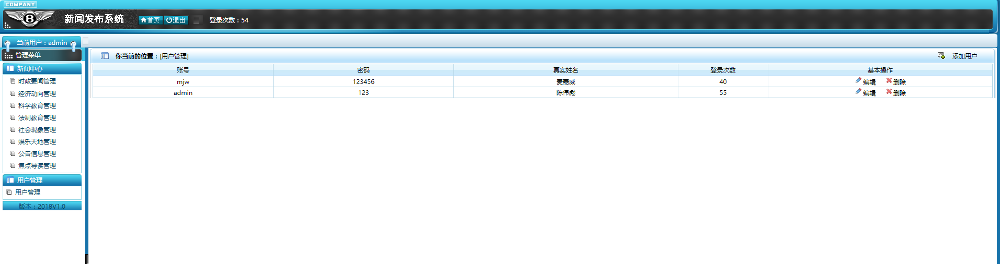 COMPANY
新闻发布系统 首页 退出 登录次数：54
当前用户：admin
管理菜单
新闻中心
时政要闻管理
经济动向管理
科学教育管理
法制教育管理
社会现象管理
娱乐天地管理
公告信息管理
焦点导读管理
用户管理
用户管理
版本：2018V1.0
你当前的位置：[用户管理] 添加用户
账号 密码 真实姓名 登录次数 基本操作
mjw 123456 麦嘉威 40 编辑 删除
admin 123 陈伟彪 55 编辑 删除